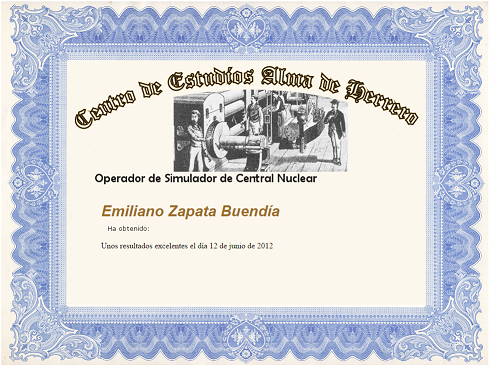 Centro de Estudios Alma de Herrero
Operador de Simulador de Central Nuclear
Emiliano Zapata Buendía
Ha obtenido:
Unos resultados excelentes el día 12 de junio de 2012